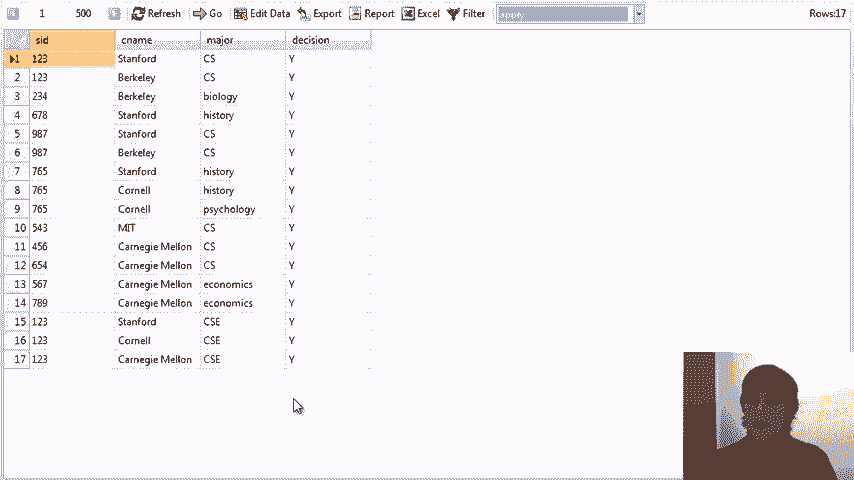 1 500 Refresh Go Edit Data Export Report Excel Filter apply Rows:17
sid cname major decision
1 123 Stanford CS Y
2 123 Berkeley CS Y
3 234 Berkeley biology Y
4 678 Stanford history Y
5 987 Stanford CS Y
6 987 Berkeley CS Y
7 765 Stanford history Y
8 765 Cornell history Y
9 765 Cornell psychology Y
10 543 MIT CS Y
11 456 Carnegie Mellon CS Y
12 654 Carnegie Mellon CS Y
13 567 Carnegie Mellon economics Y
14 789 Carnegie Mellon economics Y
15 123 Stanford CSE Y
16 123 Cornell CSE Y
17 123 Carnegie Mellon CSE Y